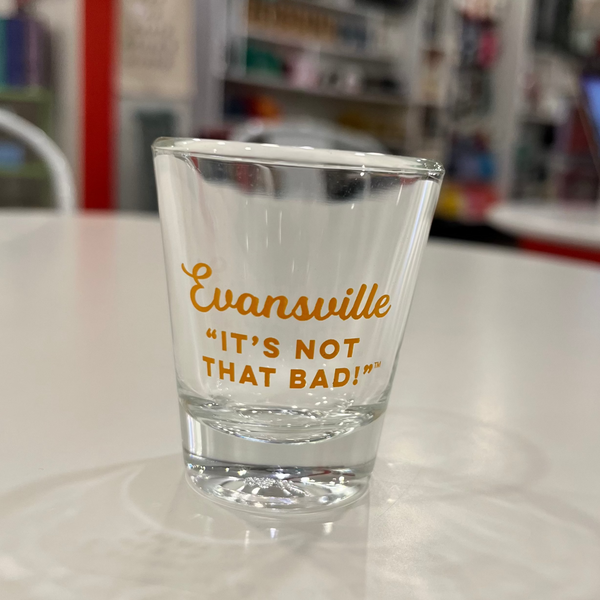 Evansville
“IT’S NOT
THAT BAD!”™